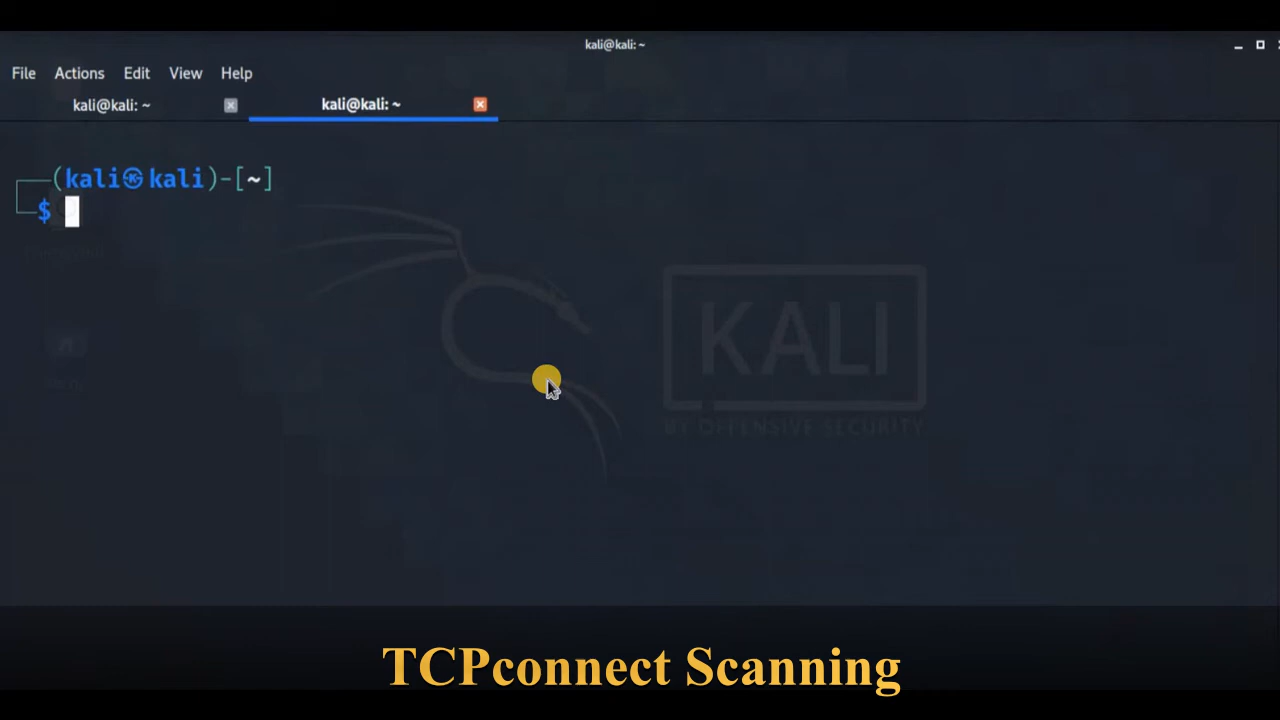 kali@kali: ~
File Actions Edit View Help
kali@kali: ~ kali@kali: ~
(kali㉿kali)-[~]
$
KALI
BY OFFENSIVE SECURITY
TCPconnect Scanning